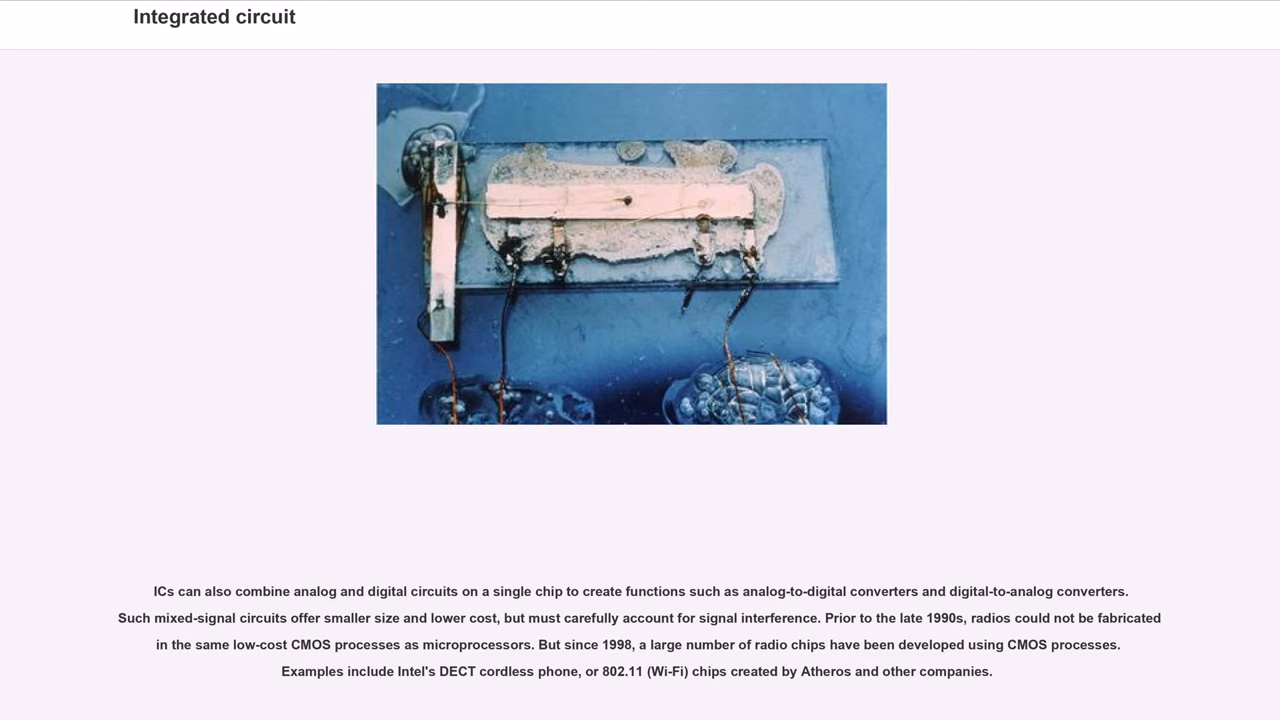 Integrated circuit
ICs can also combine analog and digital circuits on a single chip to create functions such as analog-to-digital converters and digital-to-analog converters.
Such mixed-signal circuits offer smaller size and lower cost, but must carefully account for signal interference. Prior to the late 1990s, radios could not be fabricated
in the same low-cost CMOS processes as microprocessors. But since 1998, a large number of radio chips have been developed using CMOS processes.
Examples include Intel's DECT cordless phone, or 802.11 (Wi-Fi) chips created by Atheros and other companies.